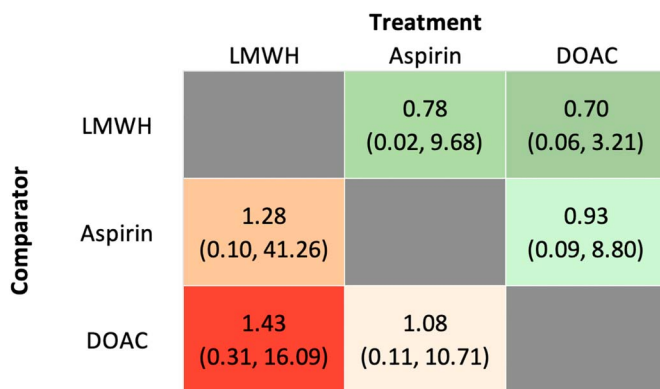 Treatment
LMWH Aspirin DOAC
Comparator
LMWH
0.78
(0.02, 9.68)
0.70
(0.06, 3.21)
Aspirin
1.28
(0.10, 41.26)
0.93
(0.09, 8.80)
DOAC
1.43
(0.31, 16.09)
1.08
(0.11, 10.71)